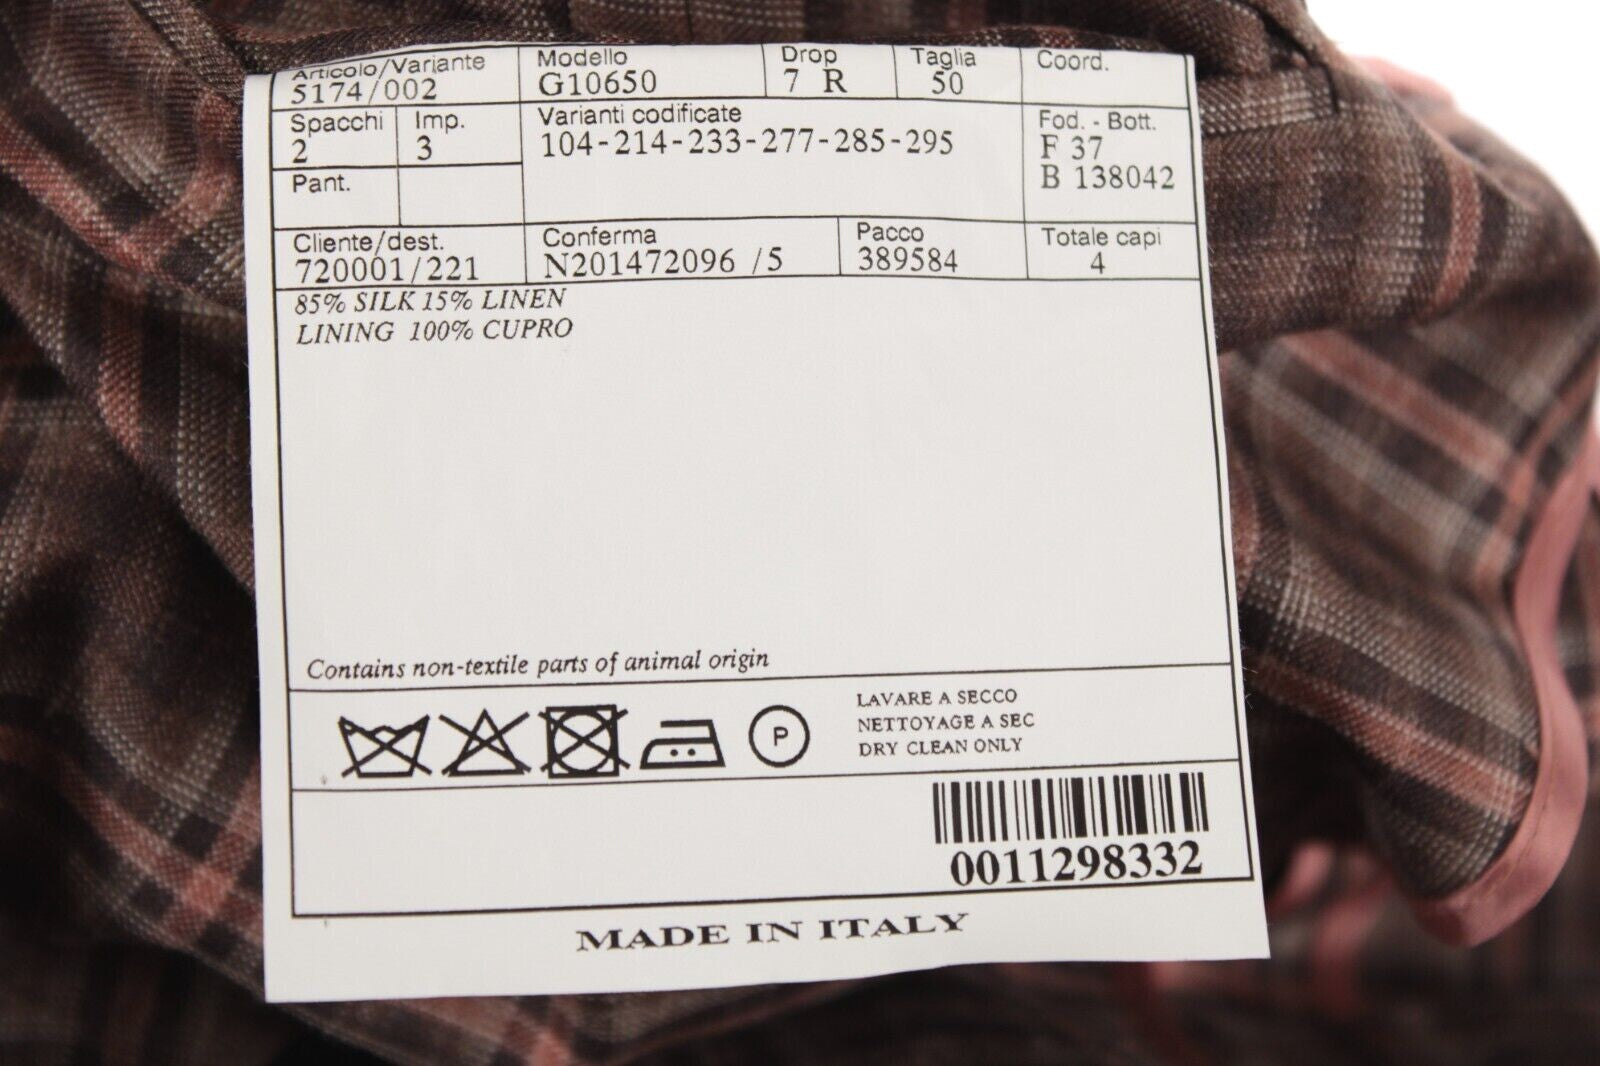 Articolo/Variante Modello Drop Taglia Coord.
5174/002 G10650 7 R 50
Spacchi Imp. Varianti codificate Fod. - Bott.
2 3 104-214-233-277-285-295 F 37
Pant. B 138042
Cliente/dest. Conferma Pacco Totale capi
720001/221 N201472096 /5 389584 4
85% SILK 15% LINEN
LINING 100% CUPRO
Contains non-textile parts of animal origin
LAVARE A SECCO
P NETTOYAGE A SEC
DRY CLEAN ONLY
0011298332
MADE IN ITALY